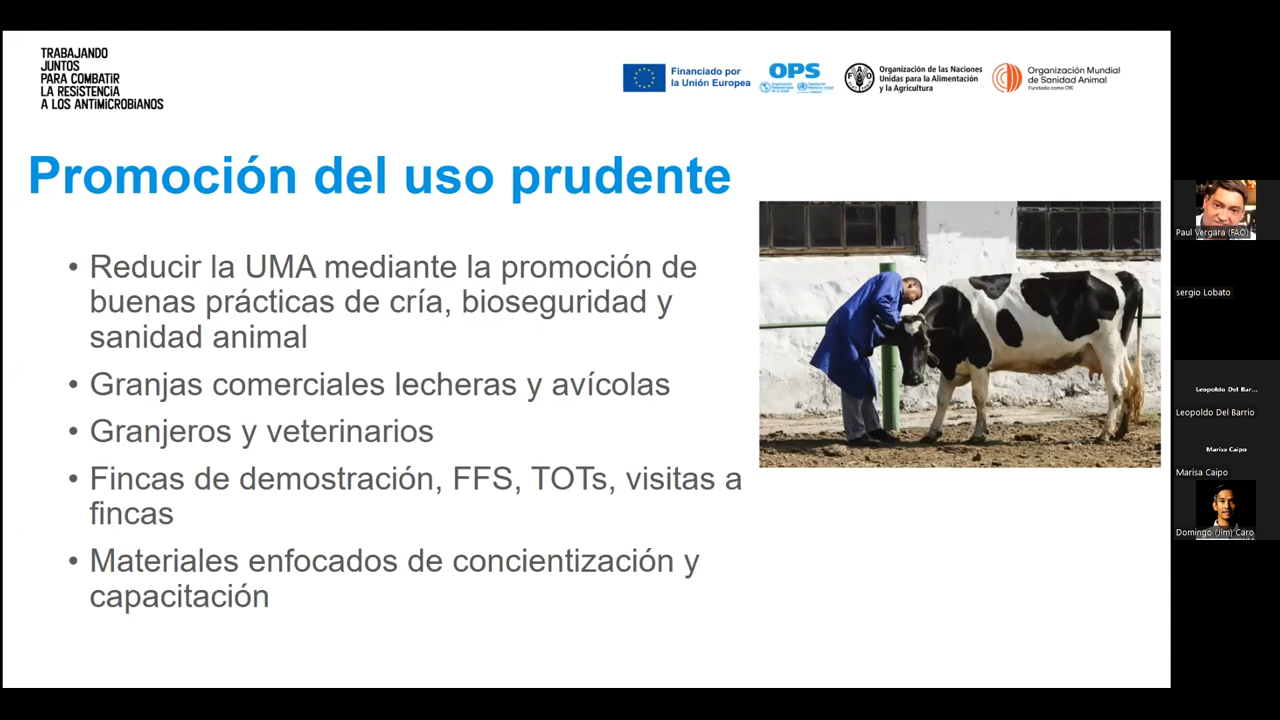 TRABAJANDO
JUNTOS
PARA COMBATIR
LA RESISTENCIA
A LOS ANTIMICROBIANOS
Financiado por
la Unión Europea
OPS
FAO
Organización de las Naciones
Unidas para la Alimentación
y la Agricultura
Organización Mundial
de Sanidad Animal
Fundada como OIE
Promoción del uso prudente
• Reducir la UMA mediante la promoción de
buenas prácticas de cría, bioseguridad y
sanidad animal
• Granjas comerciales lecheras y avícolas
• Granjeros y veterinarios
• Fincas de demostración, FFS, TOTs, visitas a
fincas
• Materiales enfocados de concientización y
capacitación
Paul Vergara (FAO)
sergio Lobato
Leopoldo Del Bar...
Leopoldo Del Barrio
Marisa Caipo
Marisa Caipo
Domingo (Jim) Caro